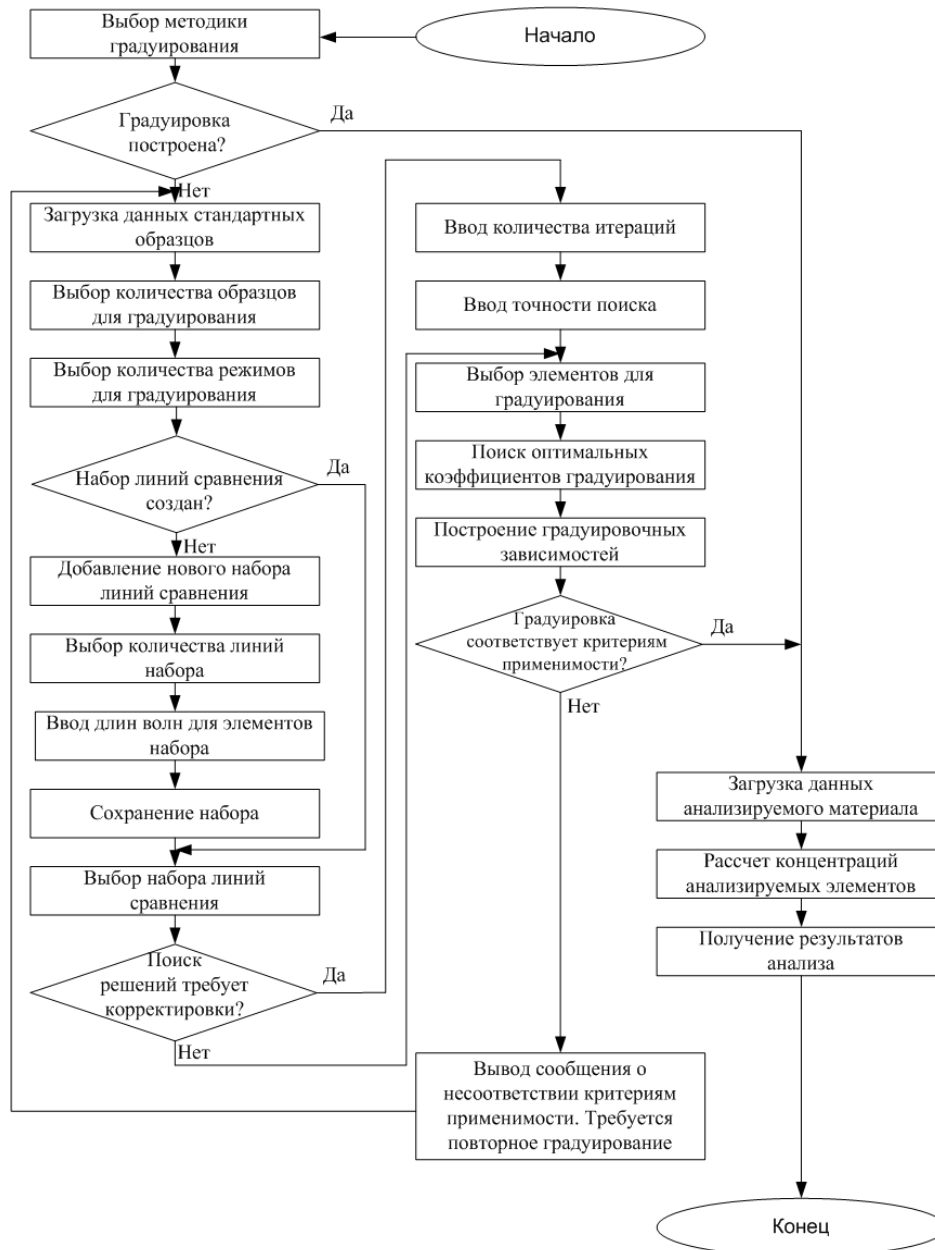 Начало
Выбор методики
градуирования
Градуировка
построена?
Да
Нет
Загрузка данных стандартных
образцов
Выбор количества образцов
для градуирования
Выбор количества режимов
для градуирования
Набор линий сравнения
создан?
Да
Нет
Добавление нового набора
линий сравнения
Выбор количества линий
набора
Ввод длин волн для элементов
набора
Сохранение набора
Выбор набора линий
сравнения
Поиск
решений требует
корректировки?
Да
Нет
Ввод количества итераций
Ввод точности поиска
Выбор элементов для
градуирования
Поиск оптимальных
коэффициентов градуирования
Построение градуировочных
зависимостей
Градуировка
соответствует критериям
применимости?
Да
Нет
Вывод сообщения о
несоответствии критериям
применимости. Требуется
повторное градуирование
Загрузка данных
анализируемого материала
Рассчет концентраций
анализируемых элементов
Получение результатов
анализа
Конец